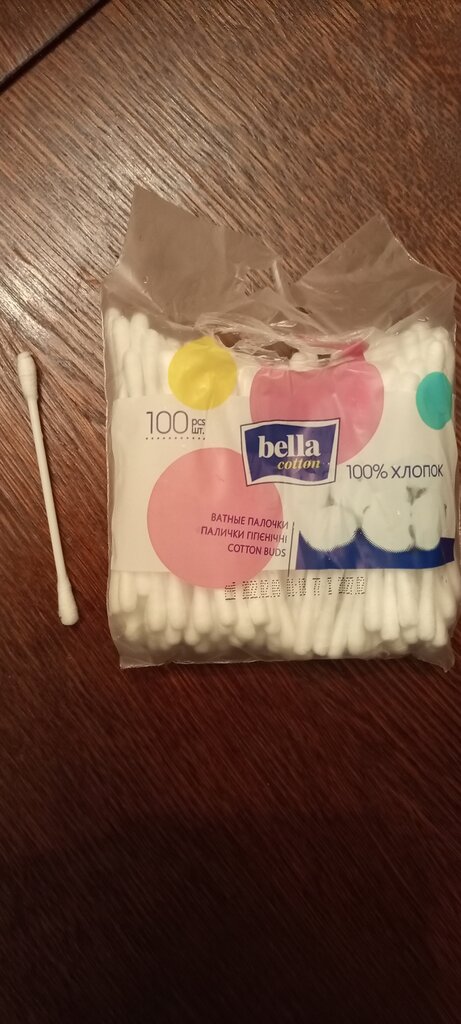 100 pcs
шт.
bella
cotton
100% ХЛОПОК
ВАТНЫЕ ПАЛОЧКИ
ПАЛИЧКИ ГІГІЄНІЧНІ
COTTON BUDS